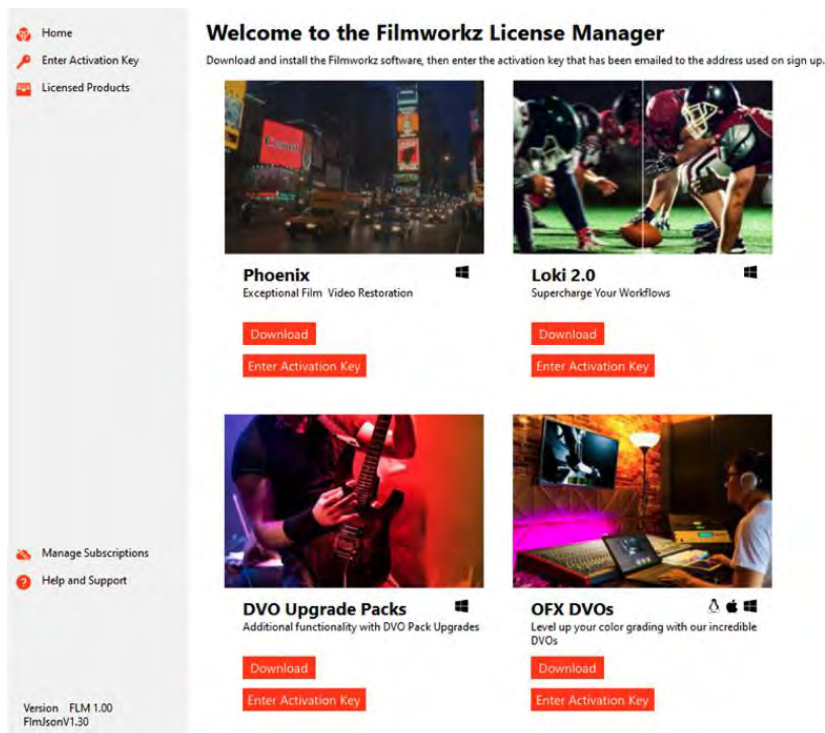 Home
Enter Activation Key
Licensed Products
Manage Subscriptions
Help and Support
Version FLM 1.00
FlmJsonV1.30
Welcome to the Filmworkz License Manager
Download and install the Filmworkz software, then enter the activation key that has been emailed to the address used on sign up.
Canon
Phoenix
Exceptional Film Video Restoration
Download
Enter Activation Key
Loki 2.0
Supercharge Your Workflows
Download
Enter Activation Key
DVO Upgrade Packs
Additional functionality with DVO Pack Upgrades
Download
Enter Activation Key
OFX DVOs
Level up your color grading with our incredible
DVOs
Download
Enter Activation Key